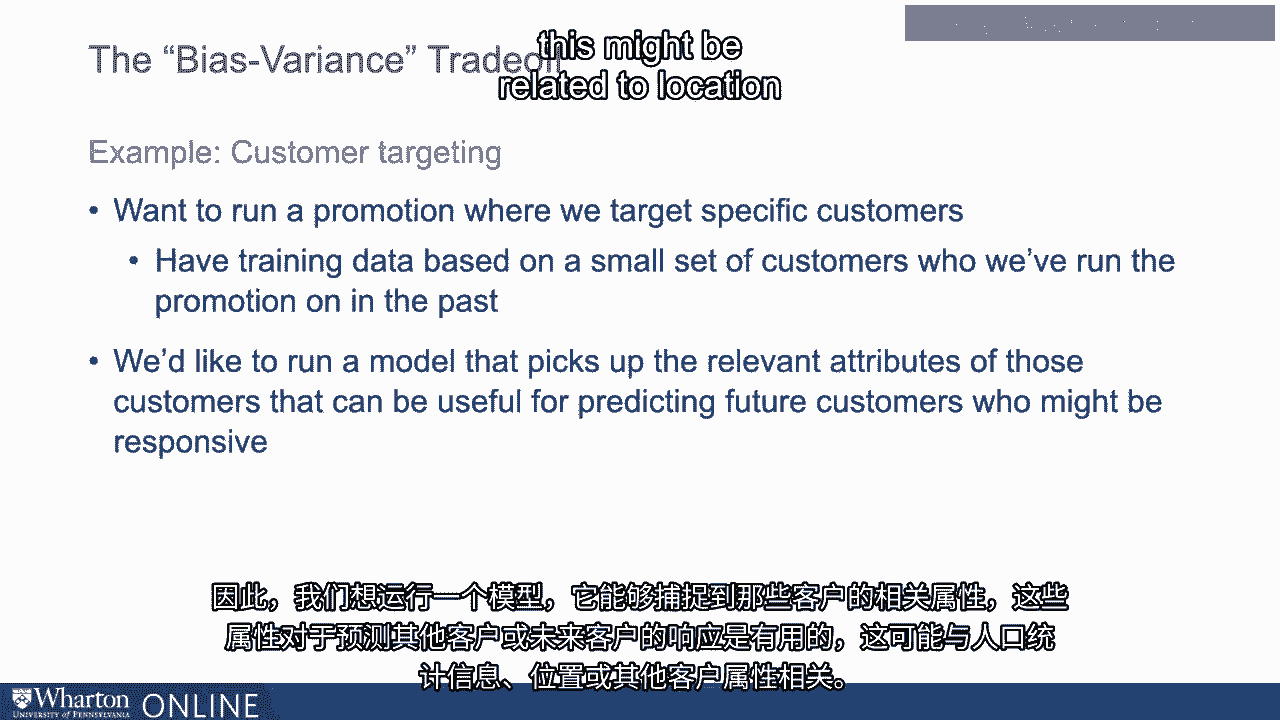 The “Bias-Variance” Tradeoff
this might be
related to location
Example: Customer targeting
• Want to run a promotion where we target specific customers
• Have training data based on a small set of customers who we’ve run the
promotion on in the past
• We’d like to run a model that picks up the relevant attributes of those
customers that can be useful for predicting future customers who might be
responsive
因此，我们想运行一个模型，它能够捕捉到那些客户的相关属性，这些
属性对于预测其他客户或未来客户的响应是有用的，这可能与人口统
计信息、位置或其他客户属性相关。
Wharton
UNIVERSITY of PENNSYLVANIA
ONLINE